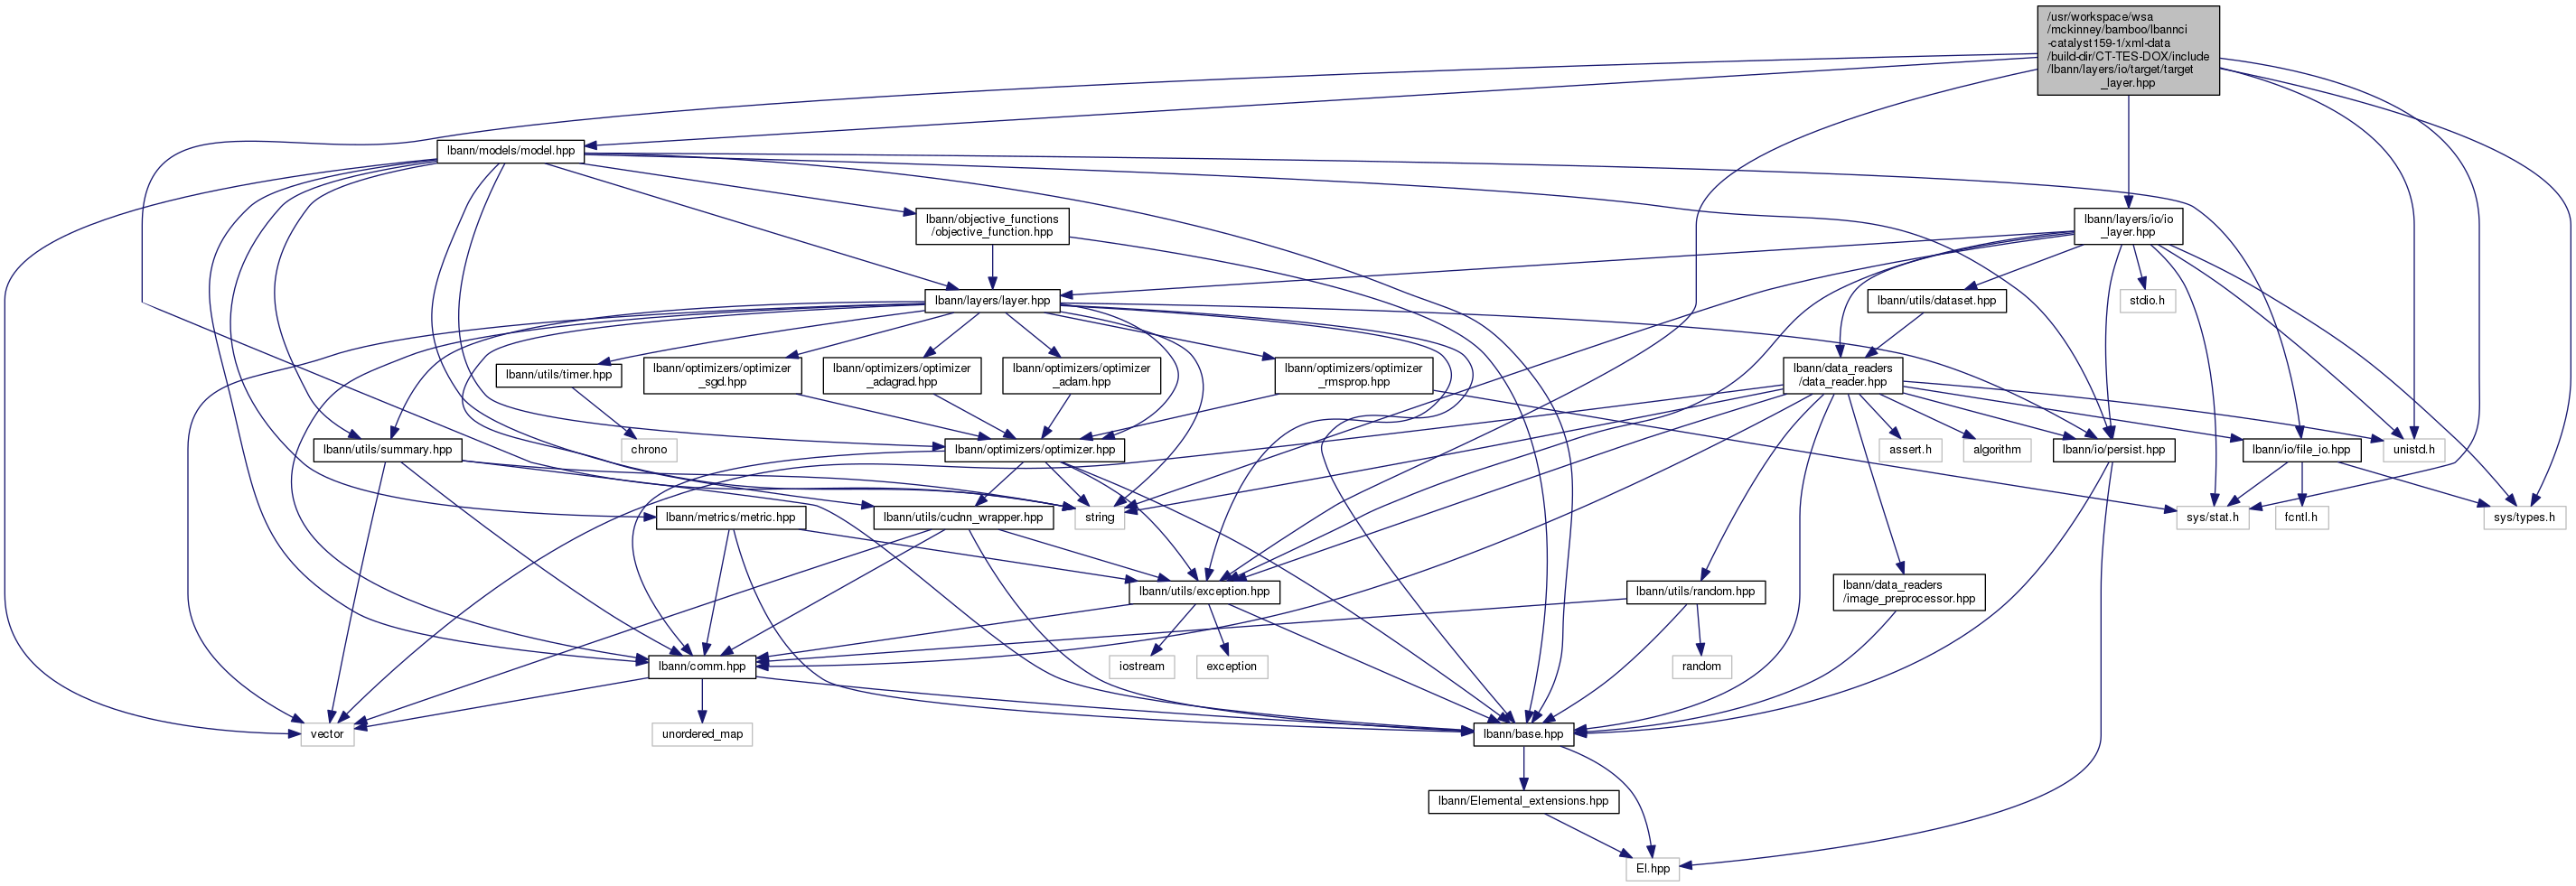 /usr/workspace/wsa
/mckinney/bamboo/lbannci
-catalyst159-1/xml-data
/build-dir/CT-TES-DOX/include
/lbann/layers/io/target/target
_layer.hpp
lbann/models/model.hpp
lbann/objective_functions
/objective_function.hpp
lbann/layers/io/io
_layer.hpp
lbann/layers/layer.hpp
lbann/utils/dataset.hpp
stdio.h
lbann/utils/timer.hpp
lbann/optimizers/optimizer
_sgd.hpp
lbann/optimizers/optimizer
_adagrad.hpp
lbann/optimizers/optimizer
_adam.hpp
lbann/optimizers/optimizer
_rmsprop.hpp
lbann/data_readers
/data_reader.hpp
lbann/utils/summary.hpp
chrono
lbann/optimizers/optimizer.hpp
assert.h
algorithm
lbann/io/persist.hpp
lbann/io/file_io.hpp
unistd.h
lbann/metrics/metric.hpp
lbann/utils/cudnn_wrapper.hpp
string
sys/stat.h
fcntl.h
sys/types.h
lbann/utils/exception.hpp
lbann/utils/random.hpp
lbann/data_readers
/image_preprocessor.hpp
lbann/comm.hpp
iostream
exception
random
vector
unordered_map
lbann/base.hpp
lbann/Elemental_extensions.hpp
El.hpp